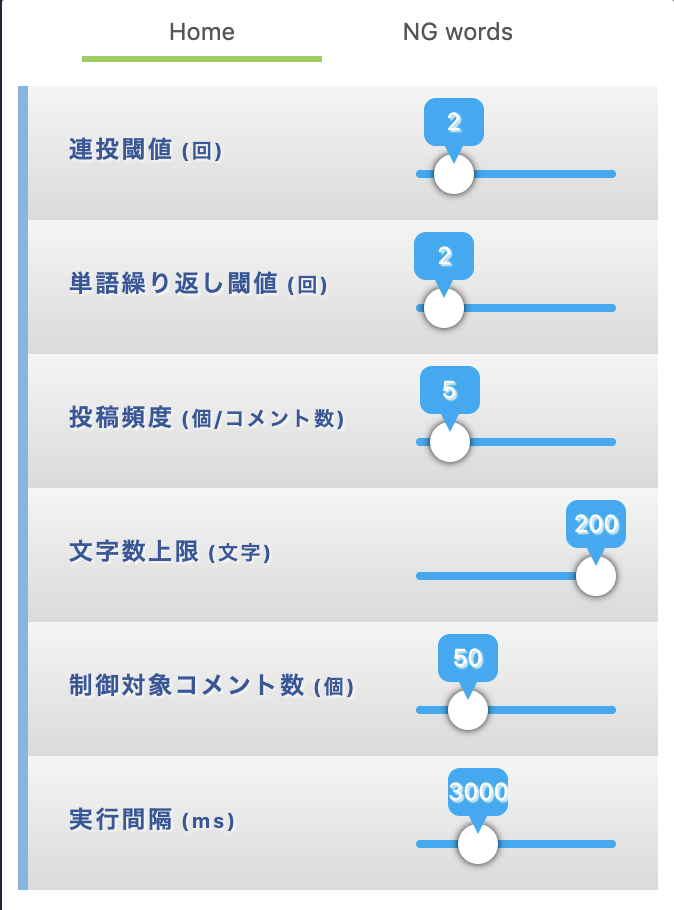 Home NG words
連投閾値 (回) 2
単語繰り返し閾値 (回) 2
投稿頻度 (個/コメント数) 5
文字数上限 (文字) 200
制御対象コメント数 (個) 50
実行間隔 (ms) 3000